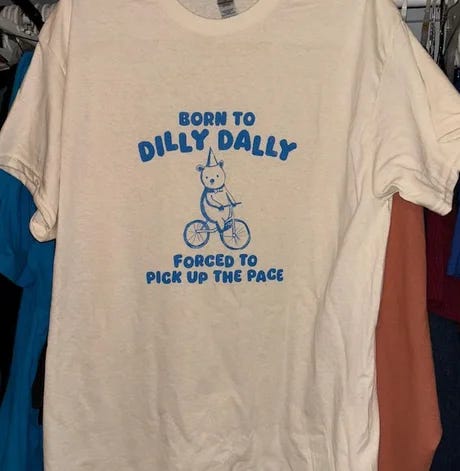 BORN TO
DILLY DALLY
FORCED TO
PICK UP THE PACE